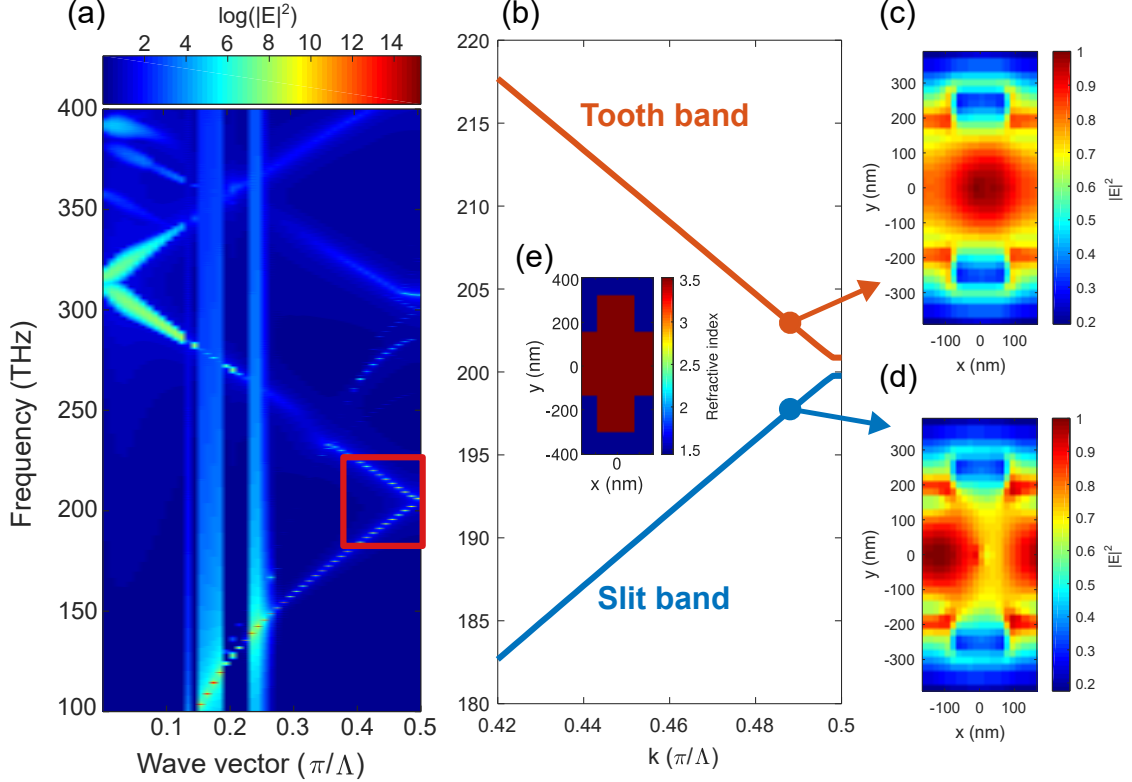 (a)
log(|E|²)
2 4 6 8 10 12 14
400
350
300
250
200
150
100
Frequency (THz)
0.1 0.2 0.3 0.4 0.5
Wave vector (π/Λ)
(b)
220
215
210
205
200
195
190
185
180
0.42 0.44 0.46 0.48 0.5
k (π/Λ)
Tooth band
Slit band
(e)
400
200
0
-200
-400
y (nm)
0
x (nm)
3.5
3
2.5
2
1.5
Refractive index
(c)
300
200
100
0
-100
-200
-300
y (nm)
-100 0 100
x (nm)
1
0.9
0.8
0.7
0.6
0.5
0.4
0.3
0.2
|E|²
(d)
300
200
100
0
-100
-200
-300
y (nm)
-100 0 100
x (nm)
1
0.9
0.8
0.7
0.6
0.5
0.4
0.3
0.2
|E|²